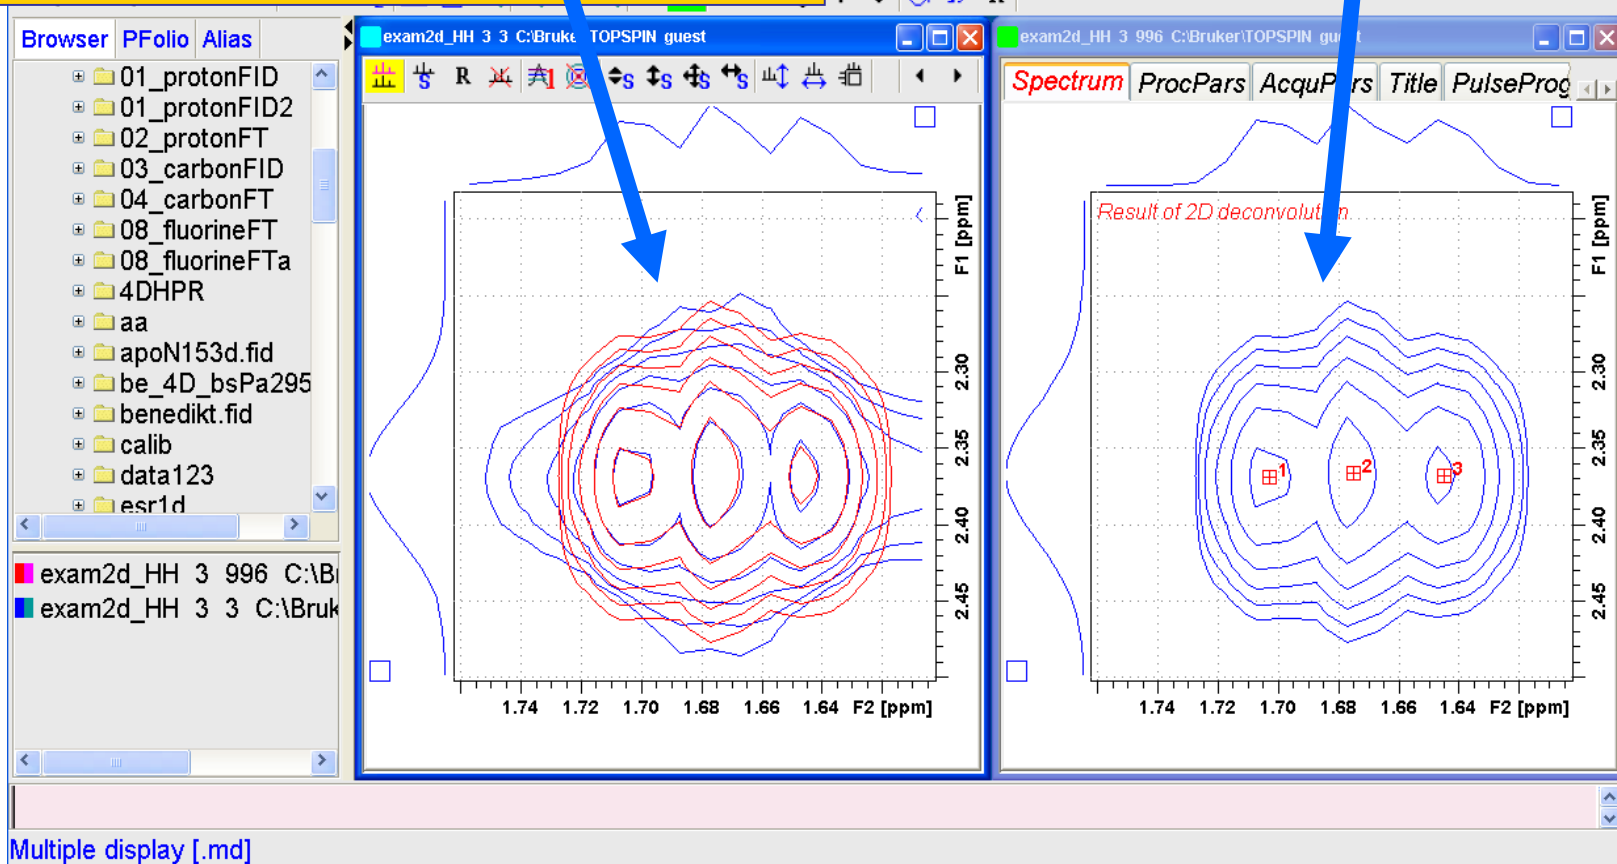 Browser PFolio Alias
01_protonFID
01_protonFID2
02_protonFT
03_carbonFID
04_carbonFT
08_fluorineFT
08_fluorineFTa
4DHPR
aa
apoN153d.fid
be_4D_bsPa295
benedikt.fid
calib
data123
esr1d
exam2d_HH 3 996 C:\B
exam2d_HH 3 3 C:\Bruk
exam2d_HH 3 3 C:\Bruke TOPSPIN guest
R 1 S S S S S
F1 [ppm]
2.30
2.35
2.40
2.45
1.74 1.72 1.70 1.68 1.66 1.64 F2 [ppm]
exam2d_HH 3 996 C:\Bruker\TOPSPIN gu t
Spectrum ProcPars AcquP rs Title PulseProg
Result of 2D deconvolut n
F1 [ppm]
1 2 3
2.30
2.35
2.40
2.45
1.74 1.72 1.70 1.68 1.66 1.64 F2 [ppm]
Multiple display [.md]